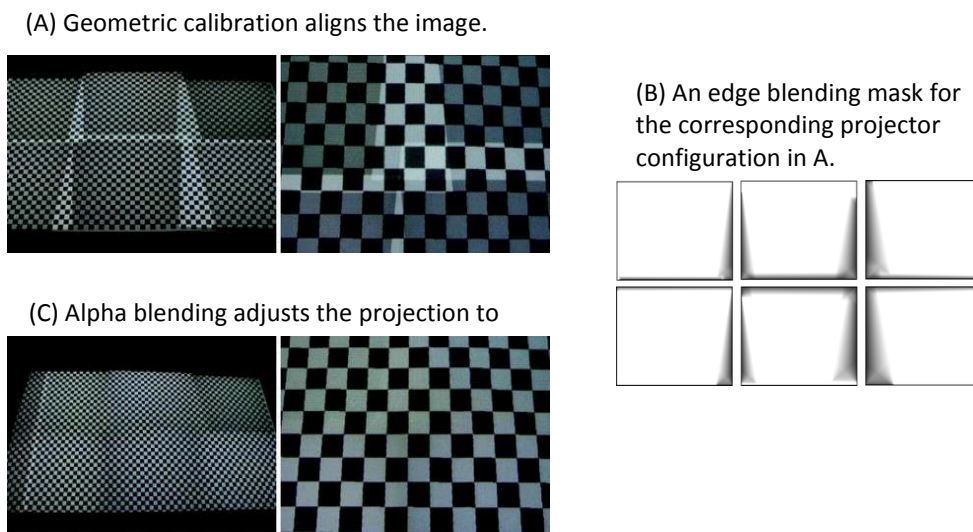 (A) Geometric calibration aligns the image.
(B) An edge blending mask for
the corresponding projector
configuration in A.
(C) Alpha blending adjusts the projection to